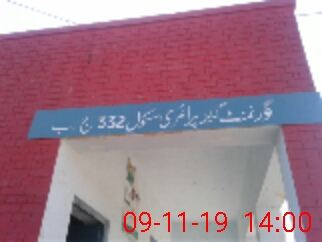 گورنمنٹ گرلز پرائمری سکول 332 ج ب
09-11-19 14:00